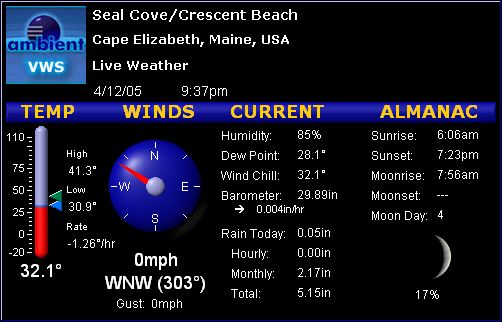 Seal Cove/Crescent Beach
ambient
Cape Elizabeth, Maine, USA
VWS
Live Weather
4/12/05 9:37pm
TEMP WINDS CURRENT ALMANAC
110
75
50
25
0
-20
High
41.3°
Low
30.9°
Rate
-1.26°/hr
32.1°
N
W E
S
0mph
WNW (303°)
Gust: 0mph
Humidity: 85%
Dew Point: 28.1°
Wind Chill: 32.1°
Barometer: 29.89in
→ 0.004in/hr
Rain Today: 0.05in
Hourly: 0.00in
Monthly: 2.17in
Total: 5.15in
Sunrise: 6:06am
Sunset: 7:23pm
Moonrise: 7:56am
Moonset: ---
Moon Day: 4
17%